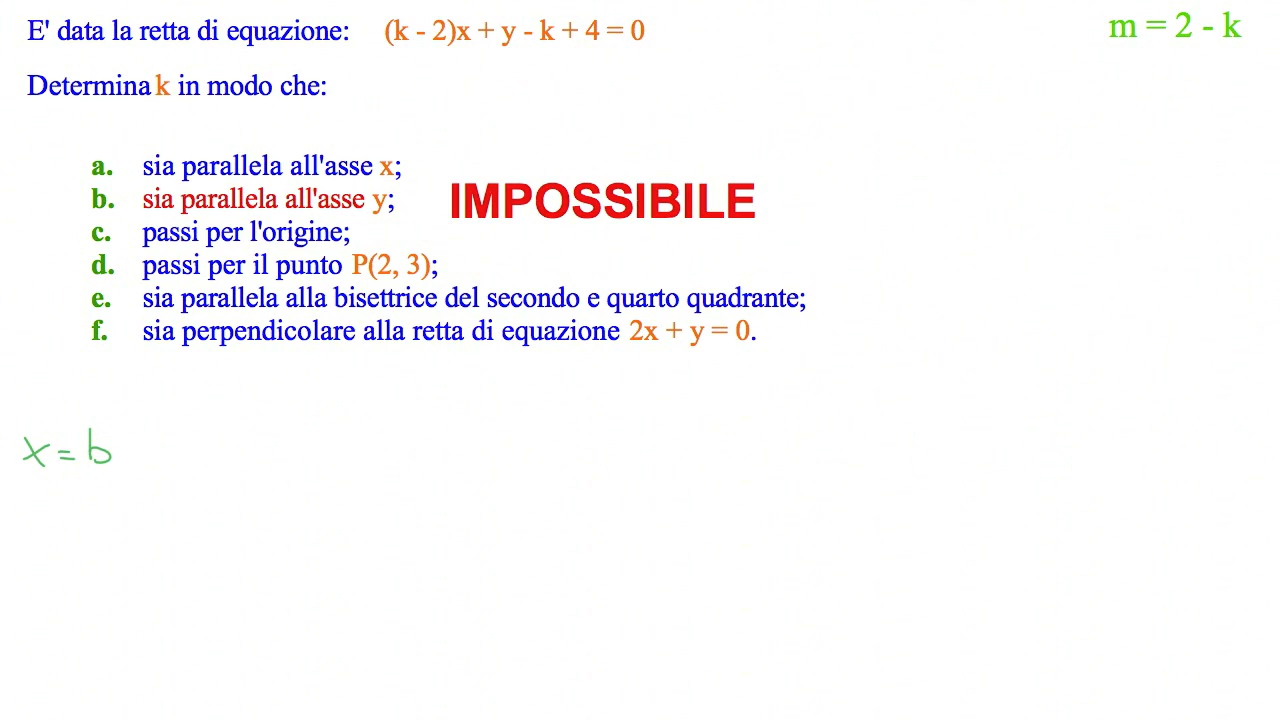 E' data la retta di equazione: (k - 2)x + y - k + 4 = 0
m = 2 - k
Determina k in modo che:
a. sia parallela all'asse x;
b. sia parallela all'asse y;
IMPOSSIBILE
c. passi per l'origine;
d. passi per il punto P(2, 3);
e. sia parallela alla bisettrice del secondo e quarto quadrante;
f. sia perpendicolare alla retta di equazione 2x + y = 0.
x = b